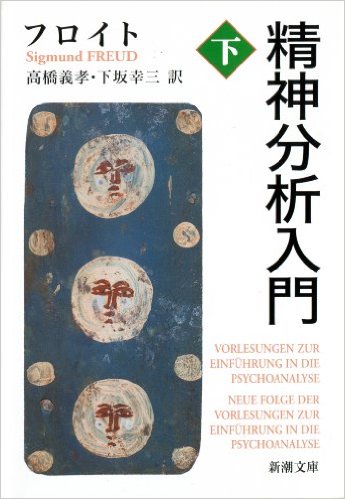 フロイト
Sigmund FREUD
高橋義孝・下坂幸三 訳
下
精神分析入門
VORLESUNGEN ZUR
EINFÜHRUNG IN DIE
PSYCHOANALYSE
NEUE FOLGE DER
VORLESUNGEN ZUR
EINFÜHRUNG IN DIE
PSYCHOANALYSE
新潮文庫